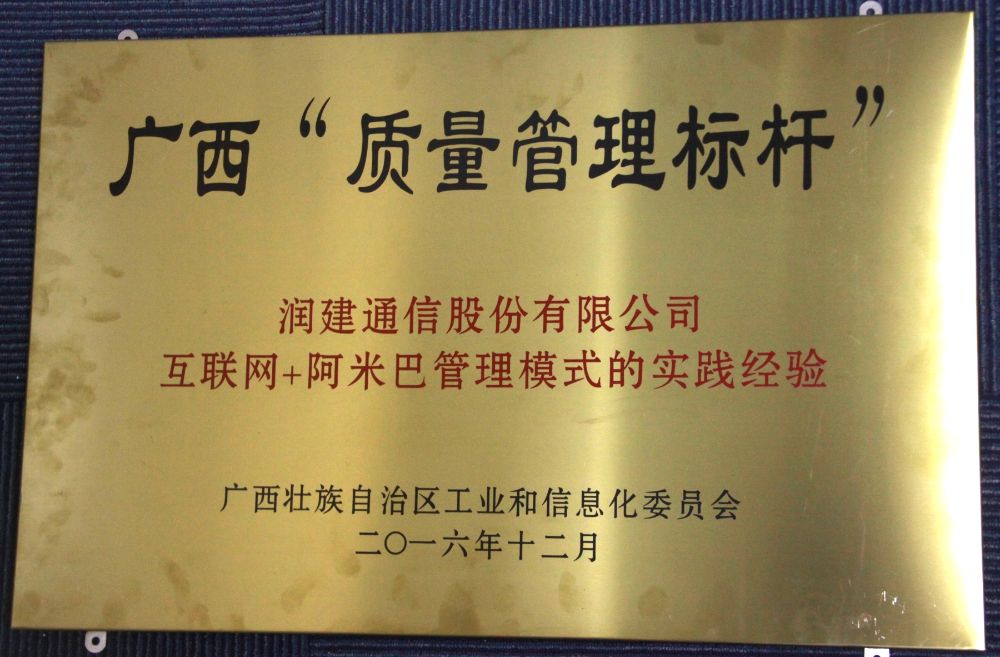 广西“质量管理标杆”
润建通信股份有限公司
互联网+阿米巴管理模式的实践经验
广西壮族自治区工业和信息化委员会
二〇一六年十二月